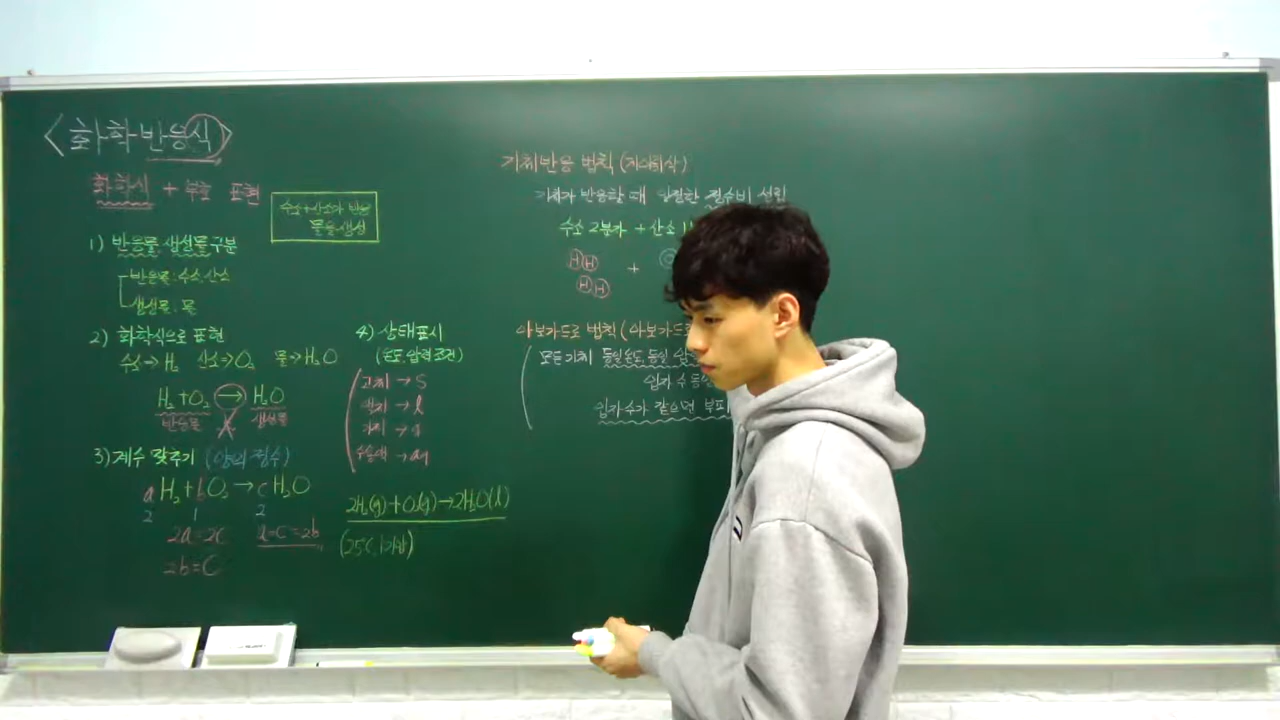 <화학반응식>
화학식 + 부호 표현
수소+산소가 반응
물을 생성
1) 반응물, 생성물 구분
반응물: 수소, 산소
생성물: 물
2) 화학식으로 표현
수소 ⇒ H₂ 산소 ⇒ O₂ 물 ⇒ H₂O
H₂+O₂ → H₂O
반응물 생성물
3) 계수 맞추기 (양의 정수)
aH₂+bO₂ → cH₂O
2 1 2
2a=2c a=c=2b
2b=c
4) 상태표시
(온도, 압력 조건)
고체 → s
액체 → l
기체 → g
수용액 → aq
2H₂(g)+O₂(g)→2H₂O(l)
(25℃, 1기압)
기체반응 법칙 (게이뤼삭)
기체가 반응할 때 일정한 정수비 성립
수소 2분자 + 산소 1
HH +
HH
아보가드로 법칙 (아보가드로
모든 기체 동일온도, 동일 압
입자 수 동
입자수가 같으면 부피